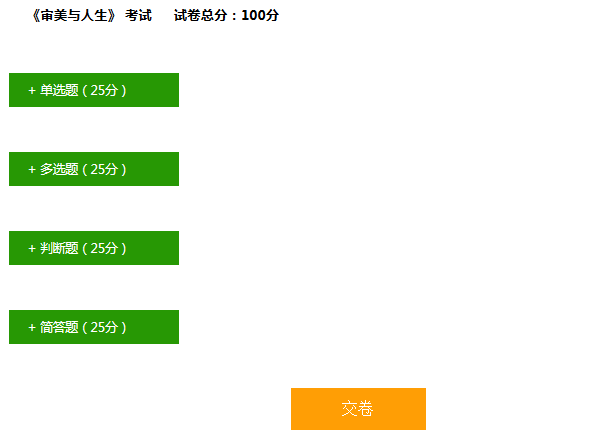 《审美与人生》 考试 试卷总分：100分
+ 单选题（25分）
+ 多选题（25分）
+ 判断题（25分）
+ 简答题（25分）
交卷